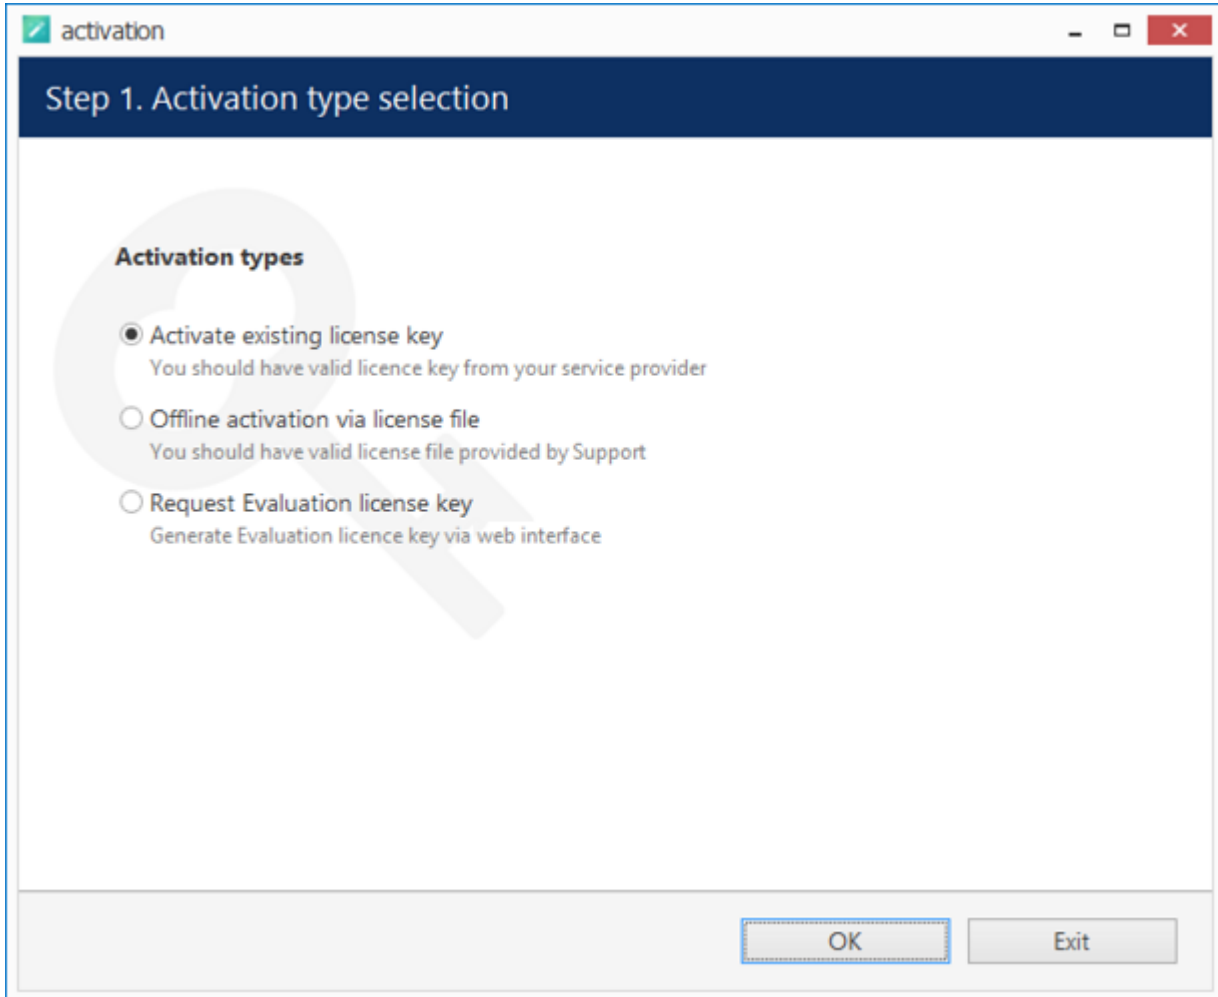 activation
Step 1. Activation type selection
Activation types
Activate existing license key
You should have valid licence key from your service provider
Offline activation via license file
You should have valid license file provided by Support
Request Evaluation license key
Generate Evaluation licence key via web interface
OK
Exit